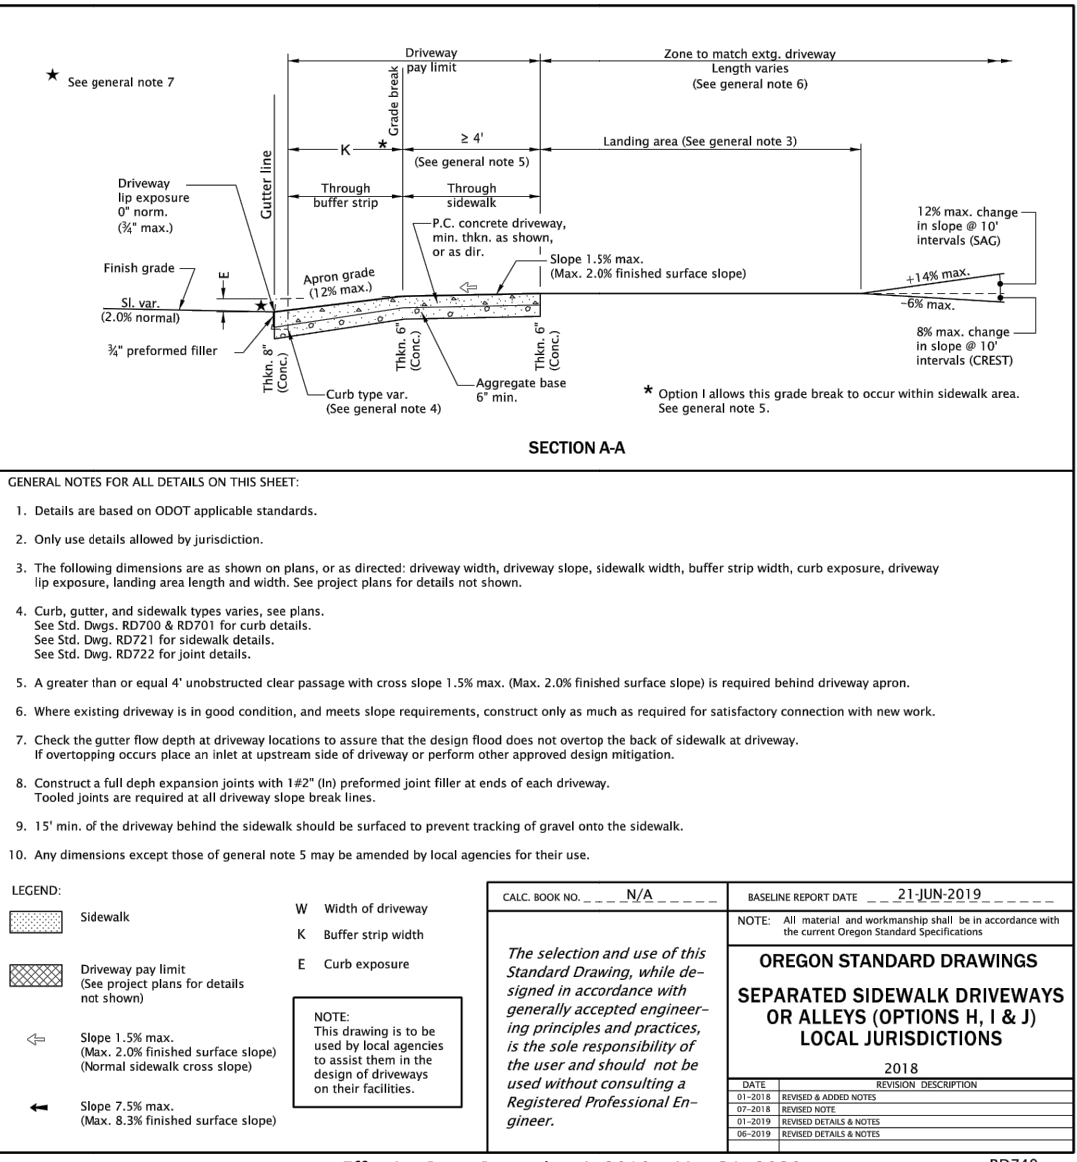 Driveway
pay limit
Zone to match extg. driveway
Length varies
(See general note 6)
★ See general note 7
Grade break
Gutter line
K
*
≥ 4'
(See general note 5)
Landing area (See general note 3)
Driveway
lip exposure
0" norm.
(¾" max.)
Through
buffer strip
Through
sidewalk
P.C. concrete driveway,
min. thkn. as shown,
or as dir.
12% max. change
in slope @ 10'
intervals (SAG)
Finish grade
E
Apron grade
(12% max.)
Slope 1.5% max.
(Max. 2.0% finished surface slope)
+14% max.
-6% max.
Sl. var.
(2.0% normal)
★
¾" preformed filler
Thkn. 8"
(Conc.)
Thkn. 6"
(Conc.)
Thkn. 6"
(Conc.)
8% max. change
in slope @ 10'
intervals (CREST)
Curb type var.
(See general note 4)
Aggregate base
6" min.
* Option I allows this grade break to occur within sidewalk area.
See general note 5.
SECTION A-A
GENERAL NOTES FOR ALL DETAILS ON THIS SHEET:
1. Details are based on ODOT applicable standards.
2. Only use details allowed by jurisdiction.
3. The following dimensions are as shown on plans, or as directed: driveway width, driveway slope, sidewalk width, buffer strip width, curb exposure, driveway
lip exposure, landing area length and width. See project plans for details not shown.
4. Curb, gutter, and sidewalk types varies, see plans.
See Std. Dwgs. RD700 & RD701 for curb details.
See Std. Dwg. RD721 for sidewalk details.
See Std. Dwg. RD722 for joint details.
5. A greater than or equal 4' unobstructed clear passage with cross slope 1.5% max. (Max. 2.0% finished surface slope) is required behind driveway apron.
6. Where existing driveway is in good condition, and meets slope requirements, construct only as much as required for satisfactory connection with new work.
7. Check the gutter flow depth at driveway locations to assure that the design flood does not overtop the back of sidewalk at driveway.
If overtopping occurs place an inlet at upstream side of driveway or perform other approved design mitigation.
8. Construct a full deph expansion joints with 1#2" (In) preformed joint filler at ends of each driveway.
Tooled joints are required at all driveway slope break lines.
9. 15' min. of the driveway behind the sidewalk should be surfaced to prevent tracking of gravel onto the sidewalk.
10. Any dimensions except those of general note 5 may be amended by local agencies for their use.
LEGEND:
Sidewalk
Driveway pay limit
(See project plans for details
not shown)
Slope 1.5% max.
(Max. 2.0% finished surface slope)
(Normal sidewalk cross slope)
Slope 7.5% max.
(Max. 8.3% finished surface slope)
W Width of driveway
K Buffer strip width
E Curb exposure
NOTE:
This drawing is to be
used by local agencies
to assist them in the
design of driveways
on their facilities.
CALC. BOOK NO. N/A
The selection and use of this
Standard Drawing, while de-
signed in accordance with
generally accepted engineer-
ing principles and practices,
is the sole responsibility of
the user and should not be
used without consulting a
Registered Professional En-
gineer.
BASELINE REPORT DATE 21-JUN-2019
NOTE: All material and workmanship shall be in accordance with
the current Oregon Standard Specifications
OREGON STANDARD DRAWINGS
SEPARATED SIDEWALK DRIVEWAYS
OR ALLEYS (OPTIONS H, I & J)
LOCAL JURISDICTIONS
2018
DATE REVISION DESCRIPTION
01-2018 REVISED & ADDED NOTES
07-2018 REVISED NOTE
01-2019 REVISED DETAILS & NOTES
06-2019 REVISED DETAILS & NOTES